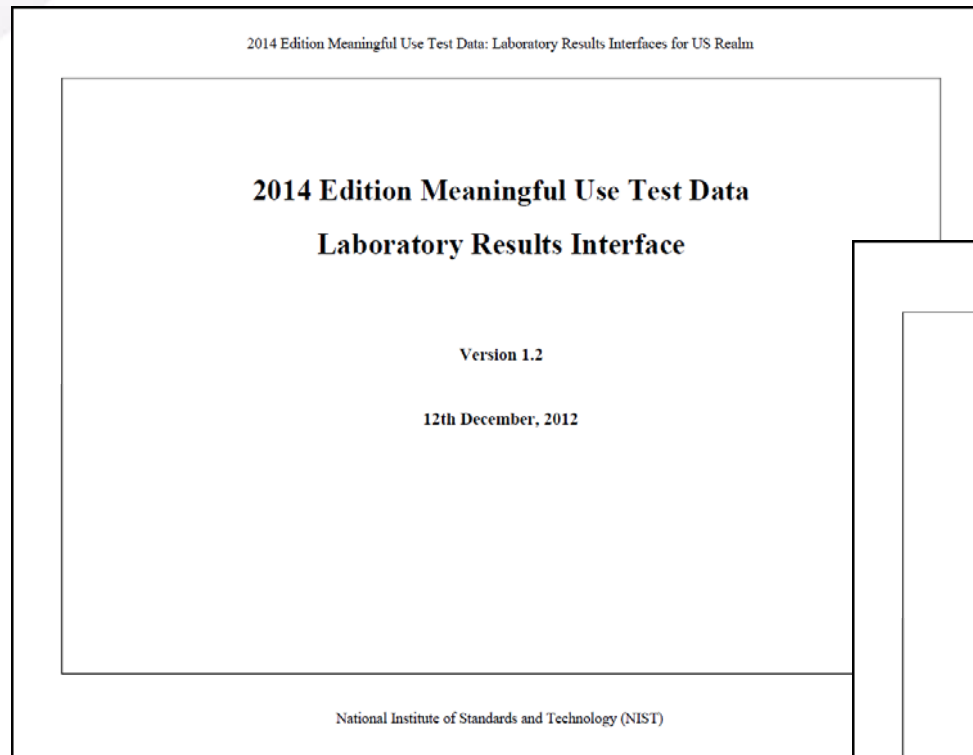 2014 Edition Meaningful Use Test Data: Laboratory Results Interfaces for US Realm
2014 Edition Meaningful Use Test Data
Laboratory Results Interface
Version 1.2
12th December, 2012
National Institute of Standards and Technology (NIST)